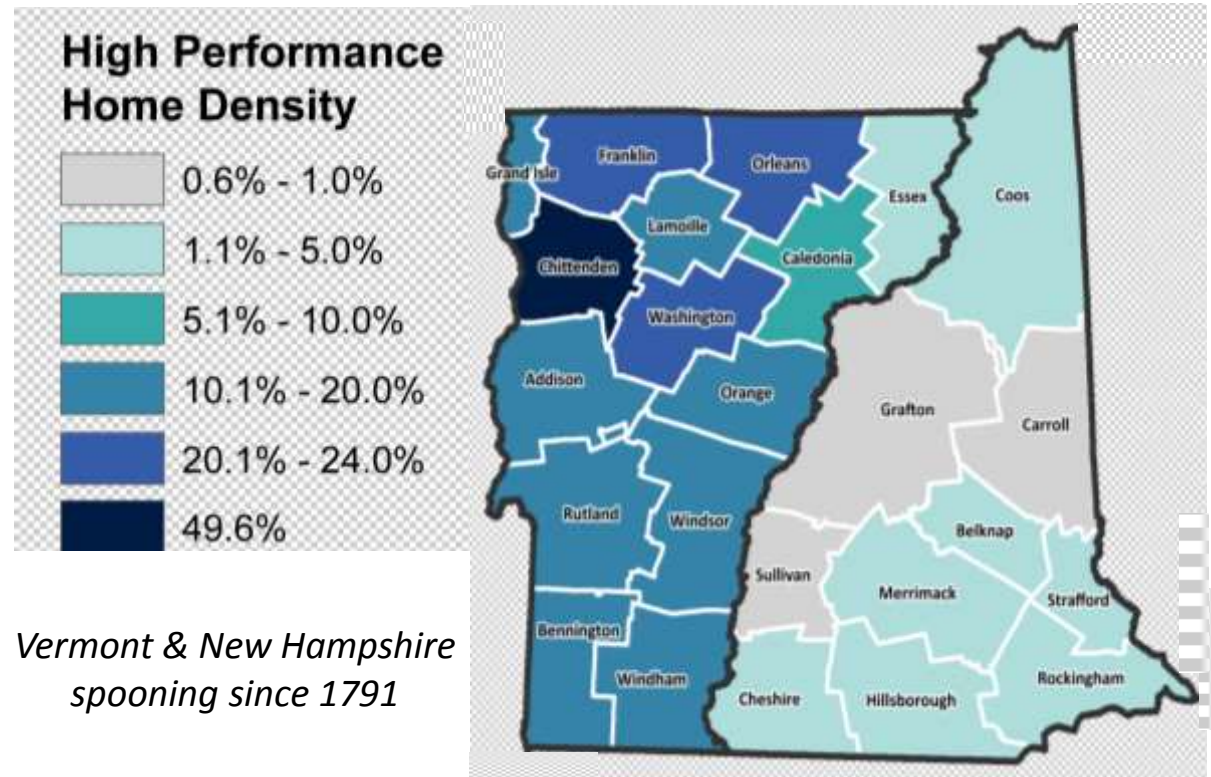 High Performance
Home Density
0.6% - 1.0%
1.1% - 5.0%
5.1% - 10.0%
10.1% - 20.0%
20.1% - 24.0%
49.6%
Vermont & New Hampshire
spooning since 1791
Grand Isle
Franklin
Orleans
Essex
Coos
Lamoille
Chittenden
Caledonia
Washington
Addison
Orange
Grafton
Carroll
Rutland
Windsor
Belknap
Sullivan
Merrimack
Strafford
Bennington
Windham
Cheshire
Hillsborough
Rockingham